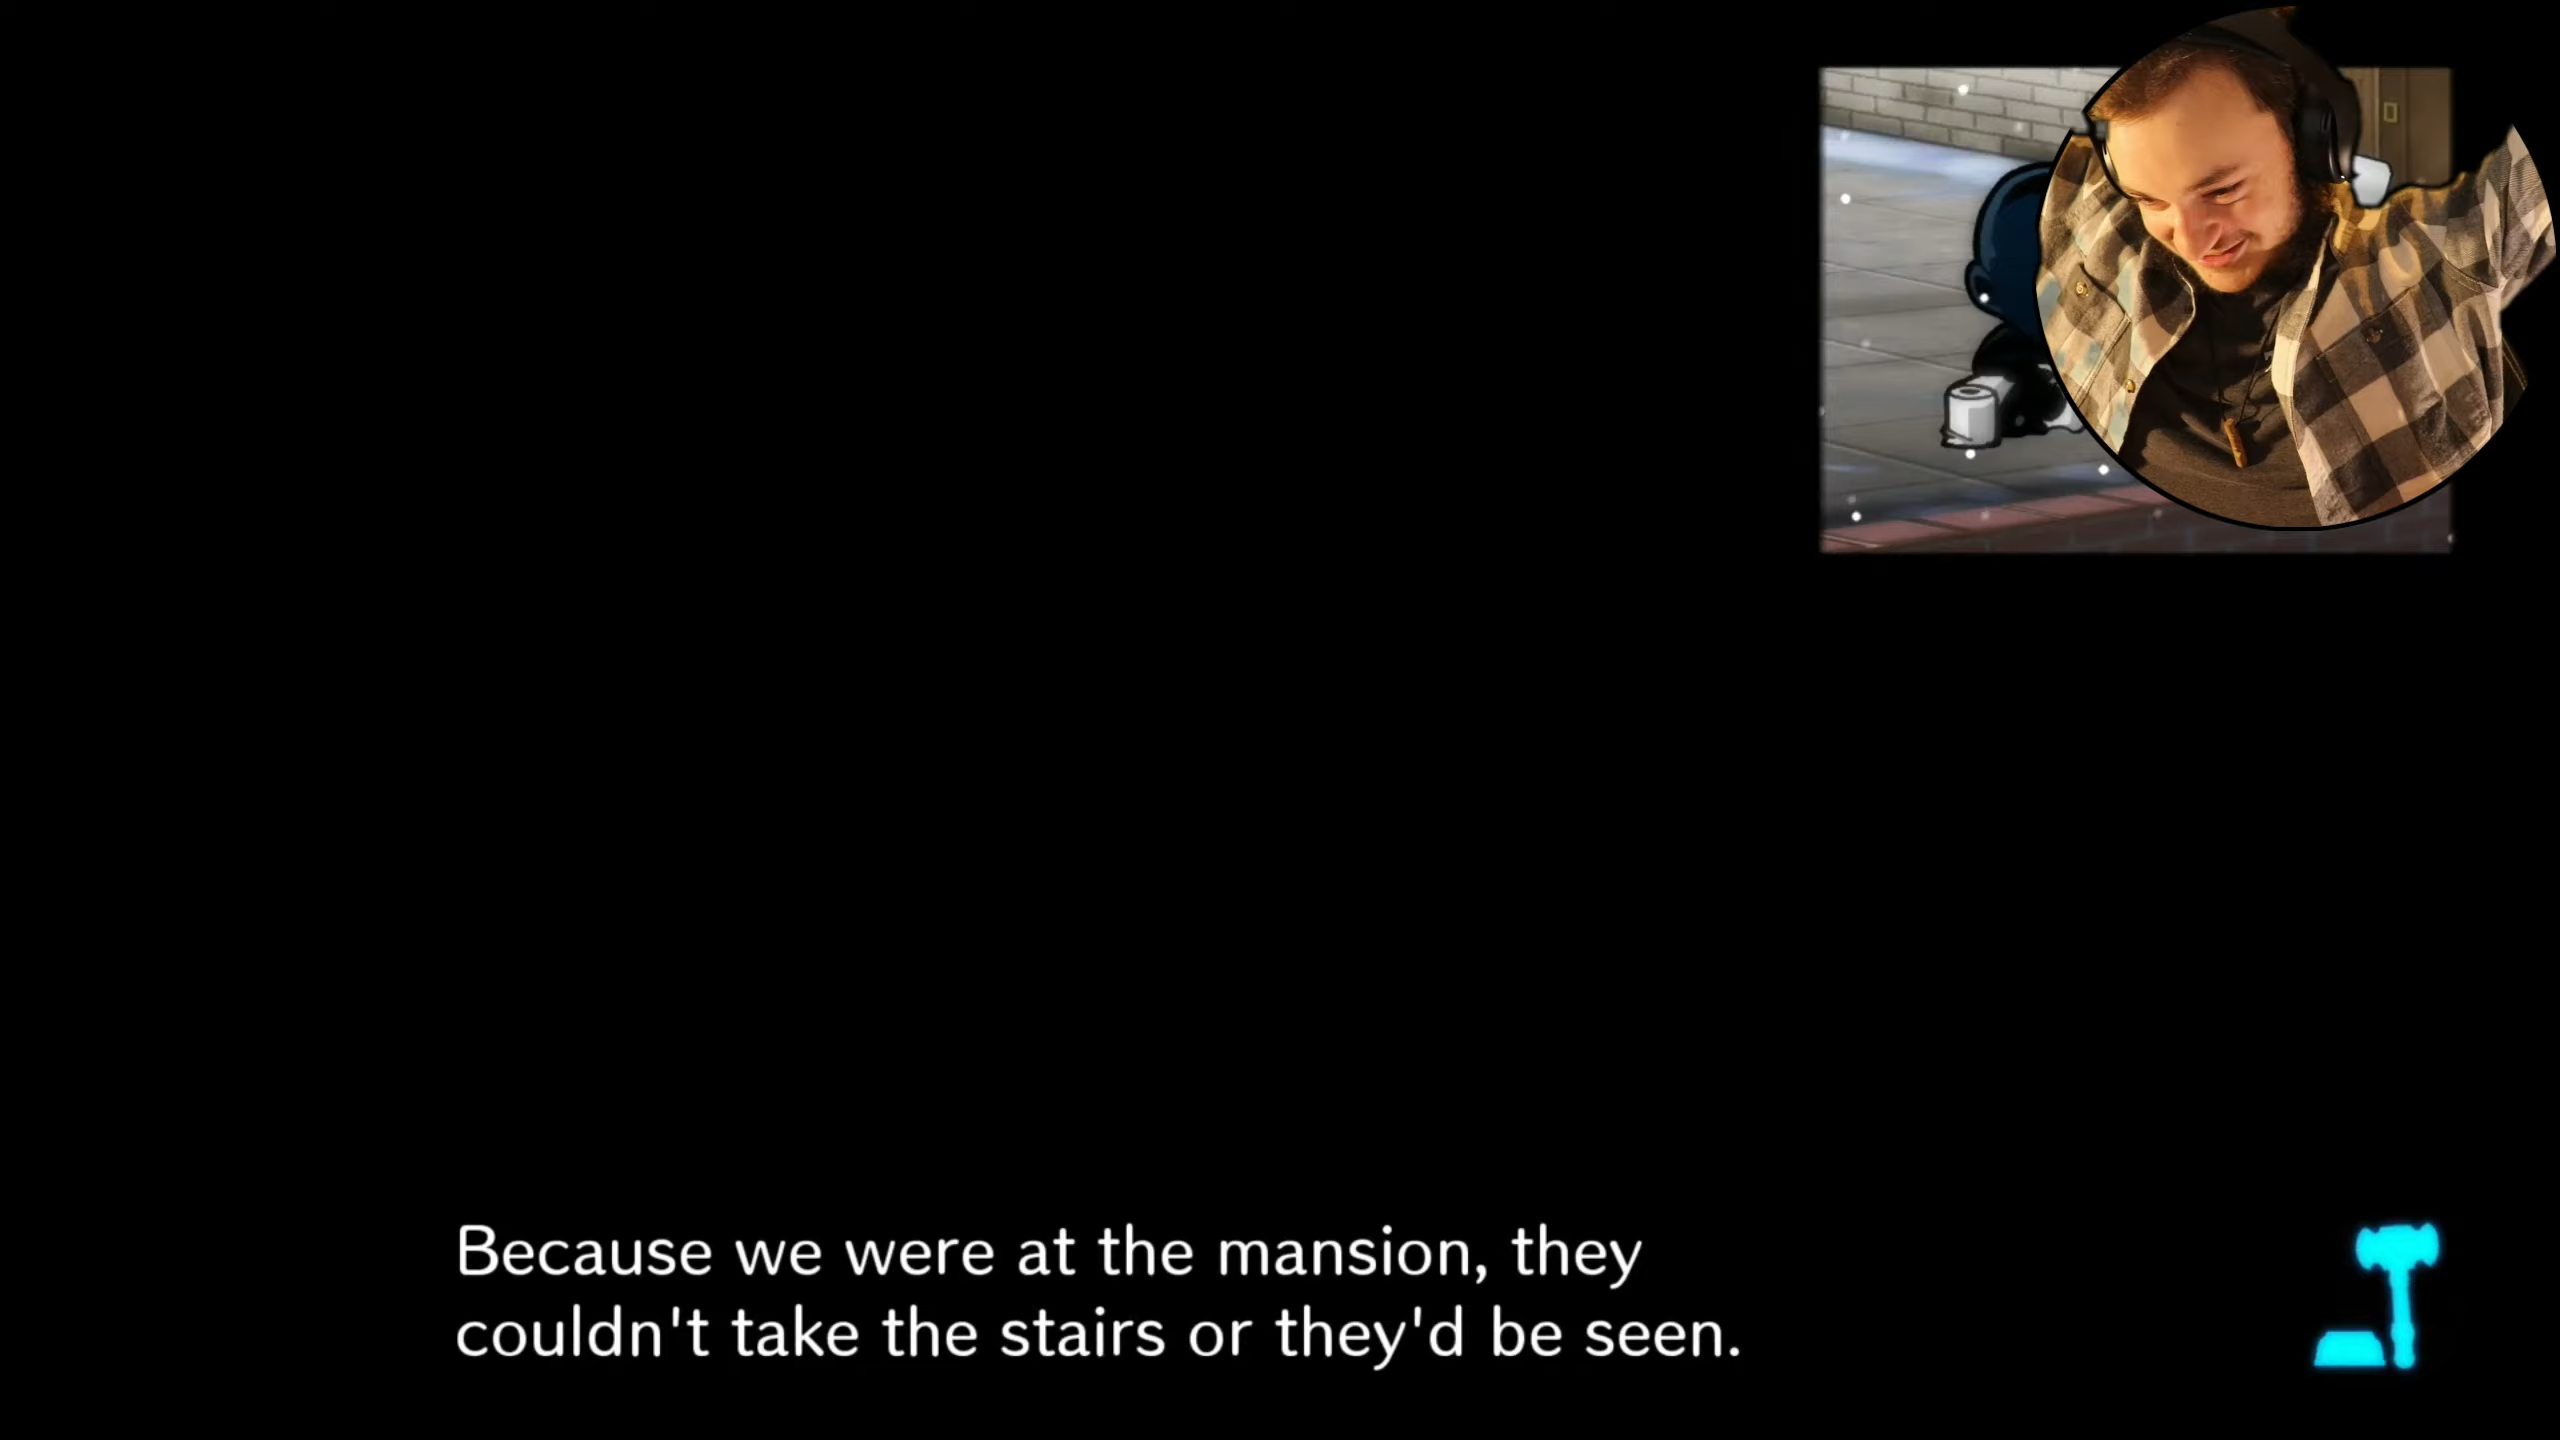 Because we were at the mansion, they
couldn't take the stairs or they'd be seen.